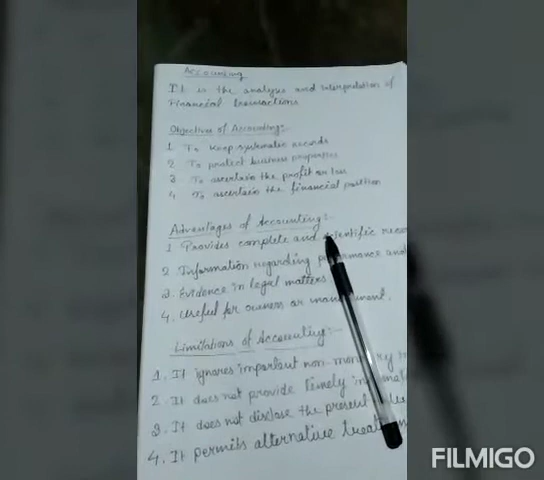 Accounting
It is the analysis and interpretation of
Financial transactions
Objectives of Accounting:-
1 To keep systematic records
2 To protect business properties
3 To ascertain the profit or loss
4 To ascertain the financial position
Advantages of Accounting:-
1 Provides complete and scientific
2 Information regarding and
3. Evidence in legal matters
4. Useful for owners or
Limitations of Accounting:-
1. It ignores important non-
2. It does not provide timely
3. It does not disclose the present
4. It permits alternative
FILMIGO